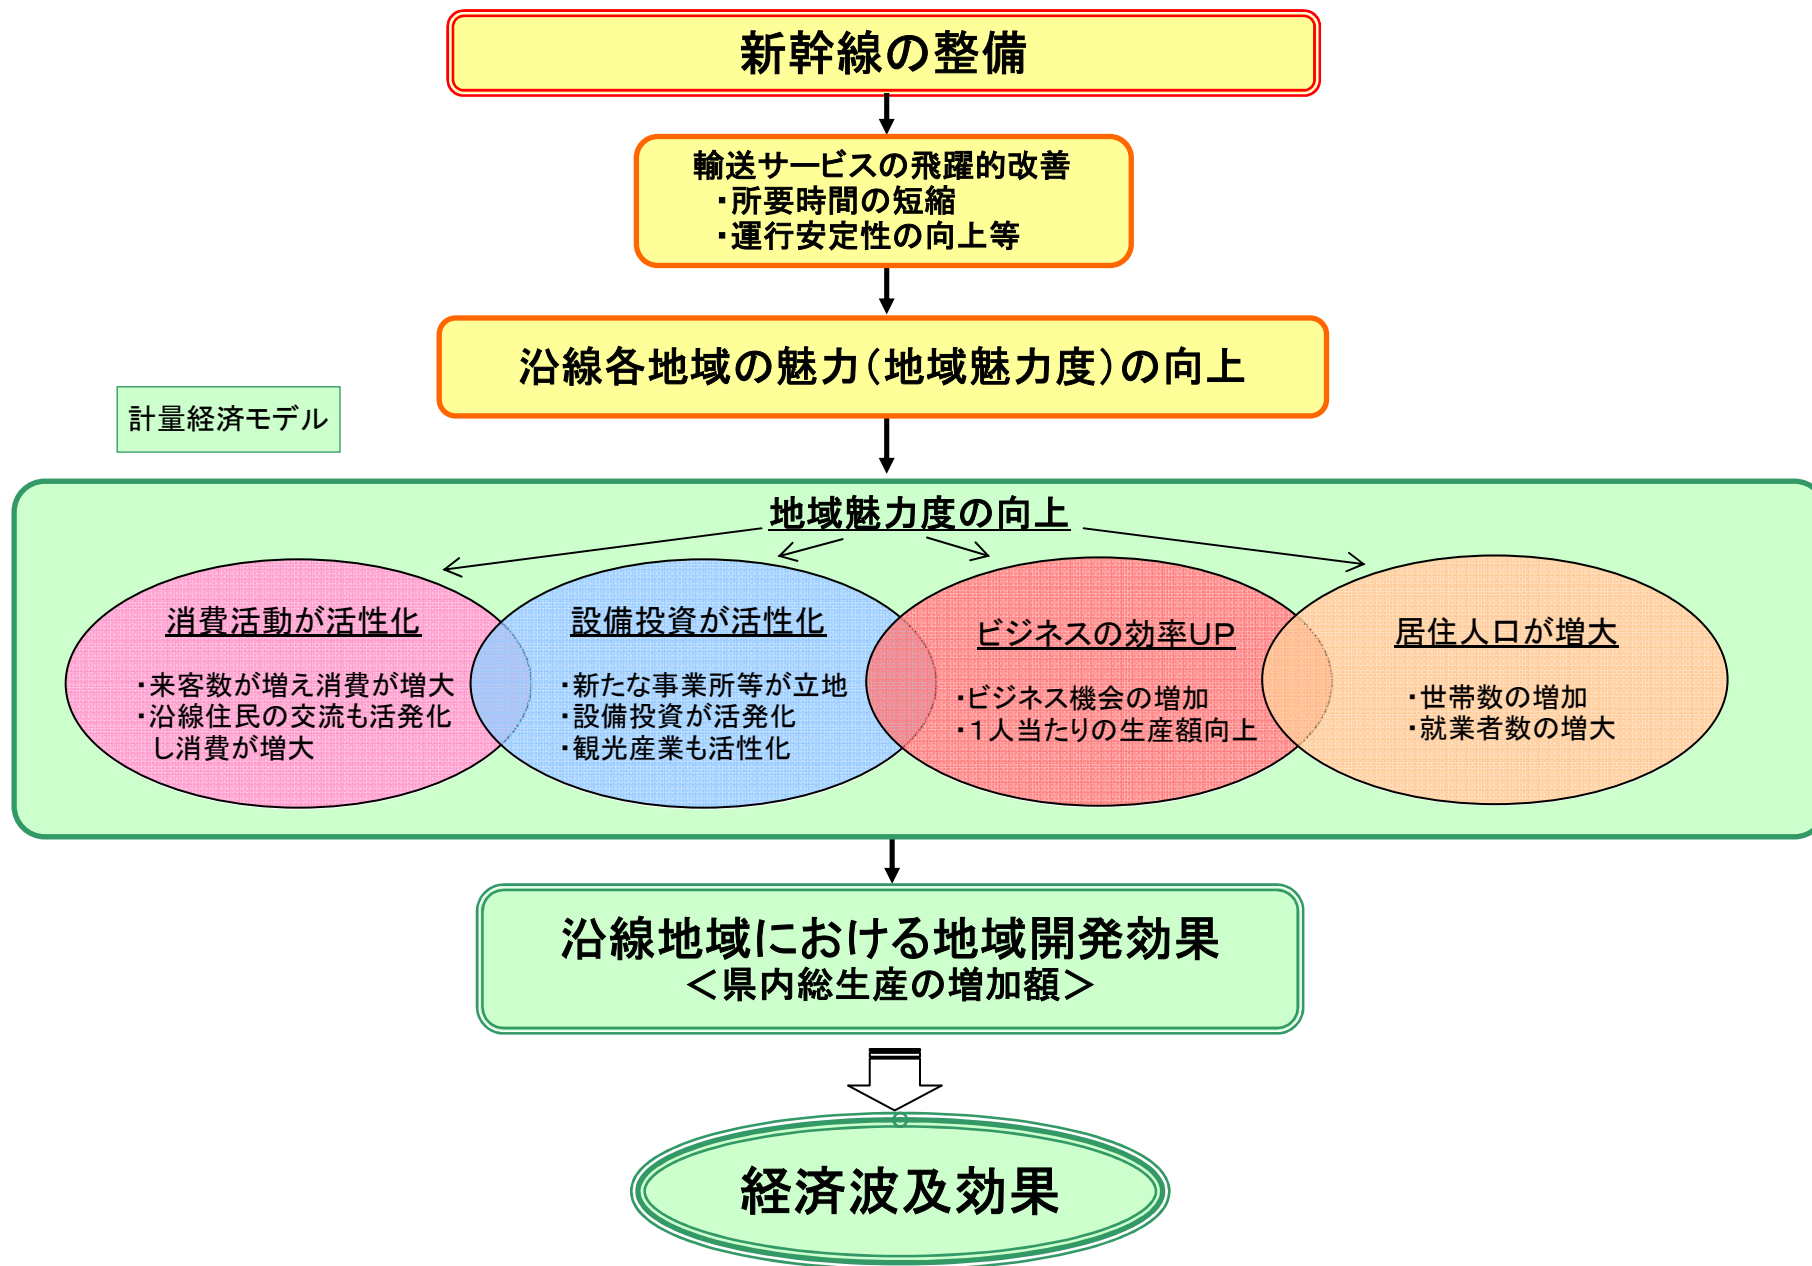 新幹線の整備
輸送サービスの飛躍的改善
・所要時間の短縮
・運行安定性の向上等
沿線各地域の魅力（地域魅力度）の向上
計量経済モデル
地域魅力度の向上
消費活動が活性化
・来客数が増え消費が増大
・沿線住民の交流も活発化
し消費が増大
設備投資が活性化
・新たな事業所等が立地
・設備投資が活発化
・観光産業も活性化
ビジネスの効率UP
・ビジネス機会の増加
・１人当たりの生産額向上
居住人口が増大
・世帯数の増加
・就業者数の増大
沿線地域における地域開発効果
＜県内総生産の増加額＞
経済波及効果